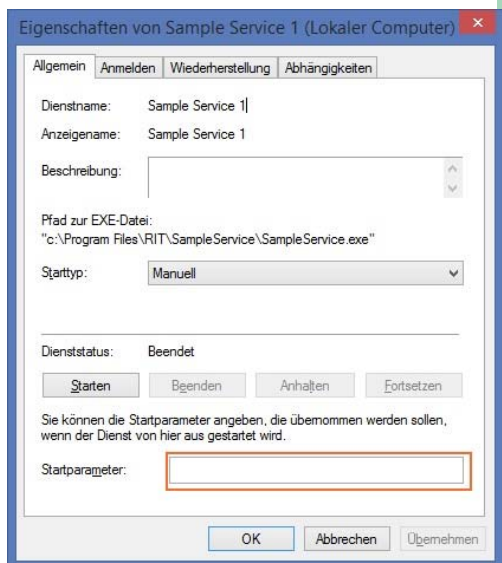 Eigenschaften von Sample Service 1 (Lokaler Computer)
Allgemein Anmelden Wiederherstellung Abhängigkeiten
Dienstname: Sample Service 1
Anzeigename: Sample Service 1
Beschreibung:
Pfad zur EXE-Datei:
"c:\Program Files\RIT\SampleService\SampleService.exe"
Starttyp: Manuell
Dienststatus: Beendet
Starten Beenden Anhalten Fortsetzen
Sie können die Startparameter angeben, die übernommen werden sollen,
wenn der Dienst von hier aus gestartet wird.
Startparameter:
OK Abbrechen Übernehmen